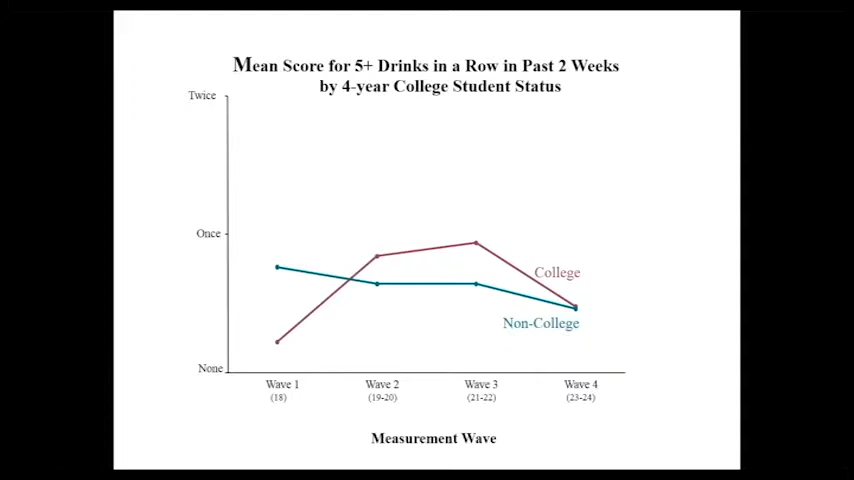 Mean Score for 5+ Drinks in a Row in Past 2 Weeks
by 4-year College Student Status
Twice
Once
None
College
Non-College
Wave 1 Wave 2 Wave 3 Wave 4
(18) (19-20) (21-22) (23-24)
Measurement Wave